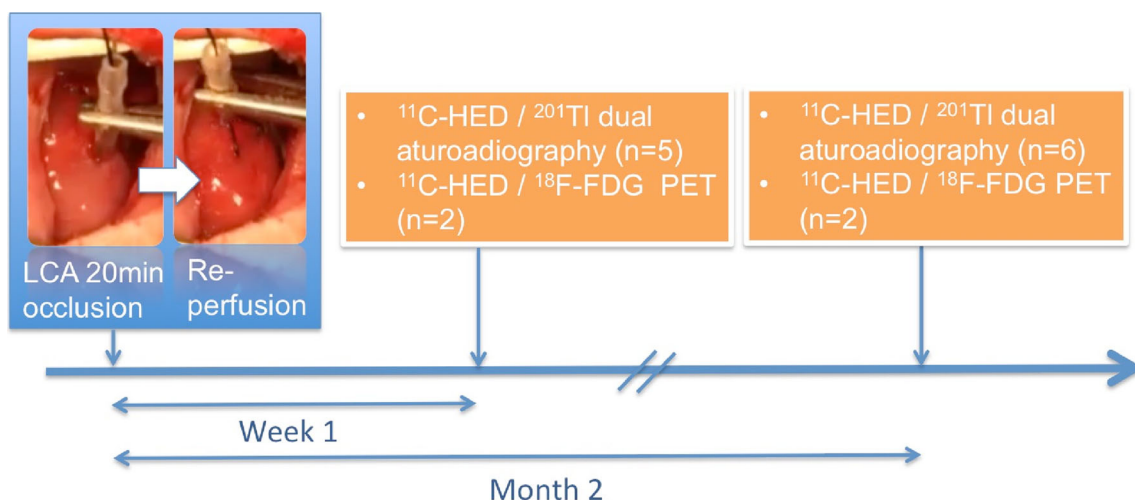 LCA 20min
occlusion
Re-
perfusion
• ¹¹C-HED / ²⁰¹Tl dual
aturoadiography (n=5)
• ¹¹C-HED / ¹⁸F-FDG PET
(n=2)
• ¹¹C-HED / ²⁰¹Tl dual
aturoadiography (n=6)
• ¹¹C-HED / ¹⁸F-FDG PET
(n=2)
Week 1
Month 2